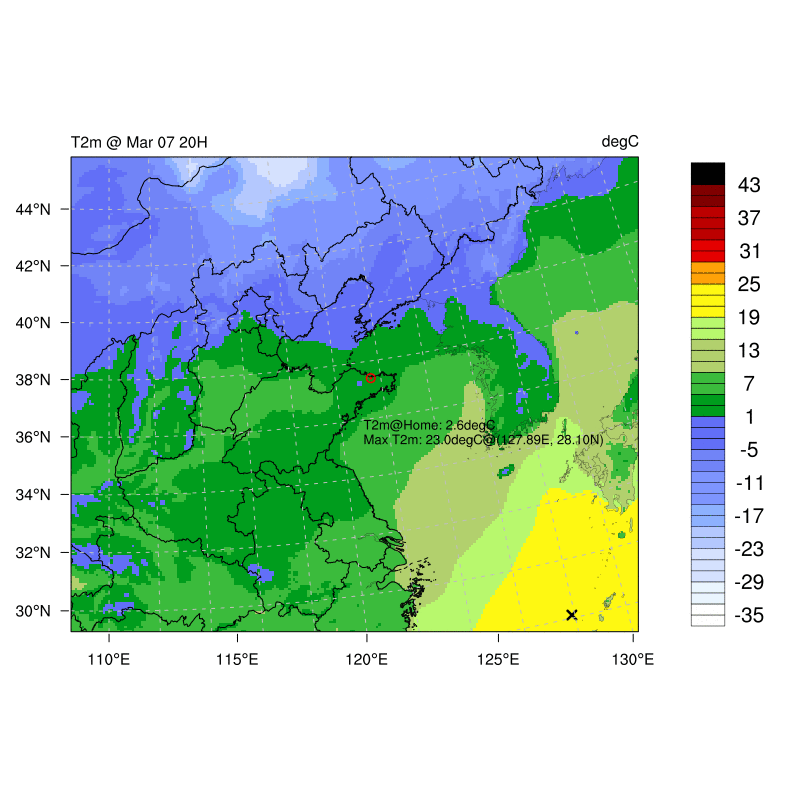 T2m @ Mar 07 20H
degC
44°N
42°N
40°N
38°N
36°N
34°N
32°N
30°N
110°E
115°E
120°E
125°E
130°E
T2m@Home: 2.6degC
Max T2m: 23.0degC@(127.89E, 28.10N)
43
37
31
25
19
13
7
1
-5
-11
-17
-23
-29
-35